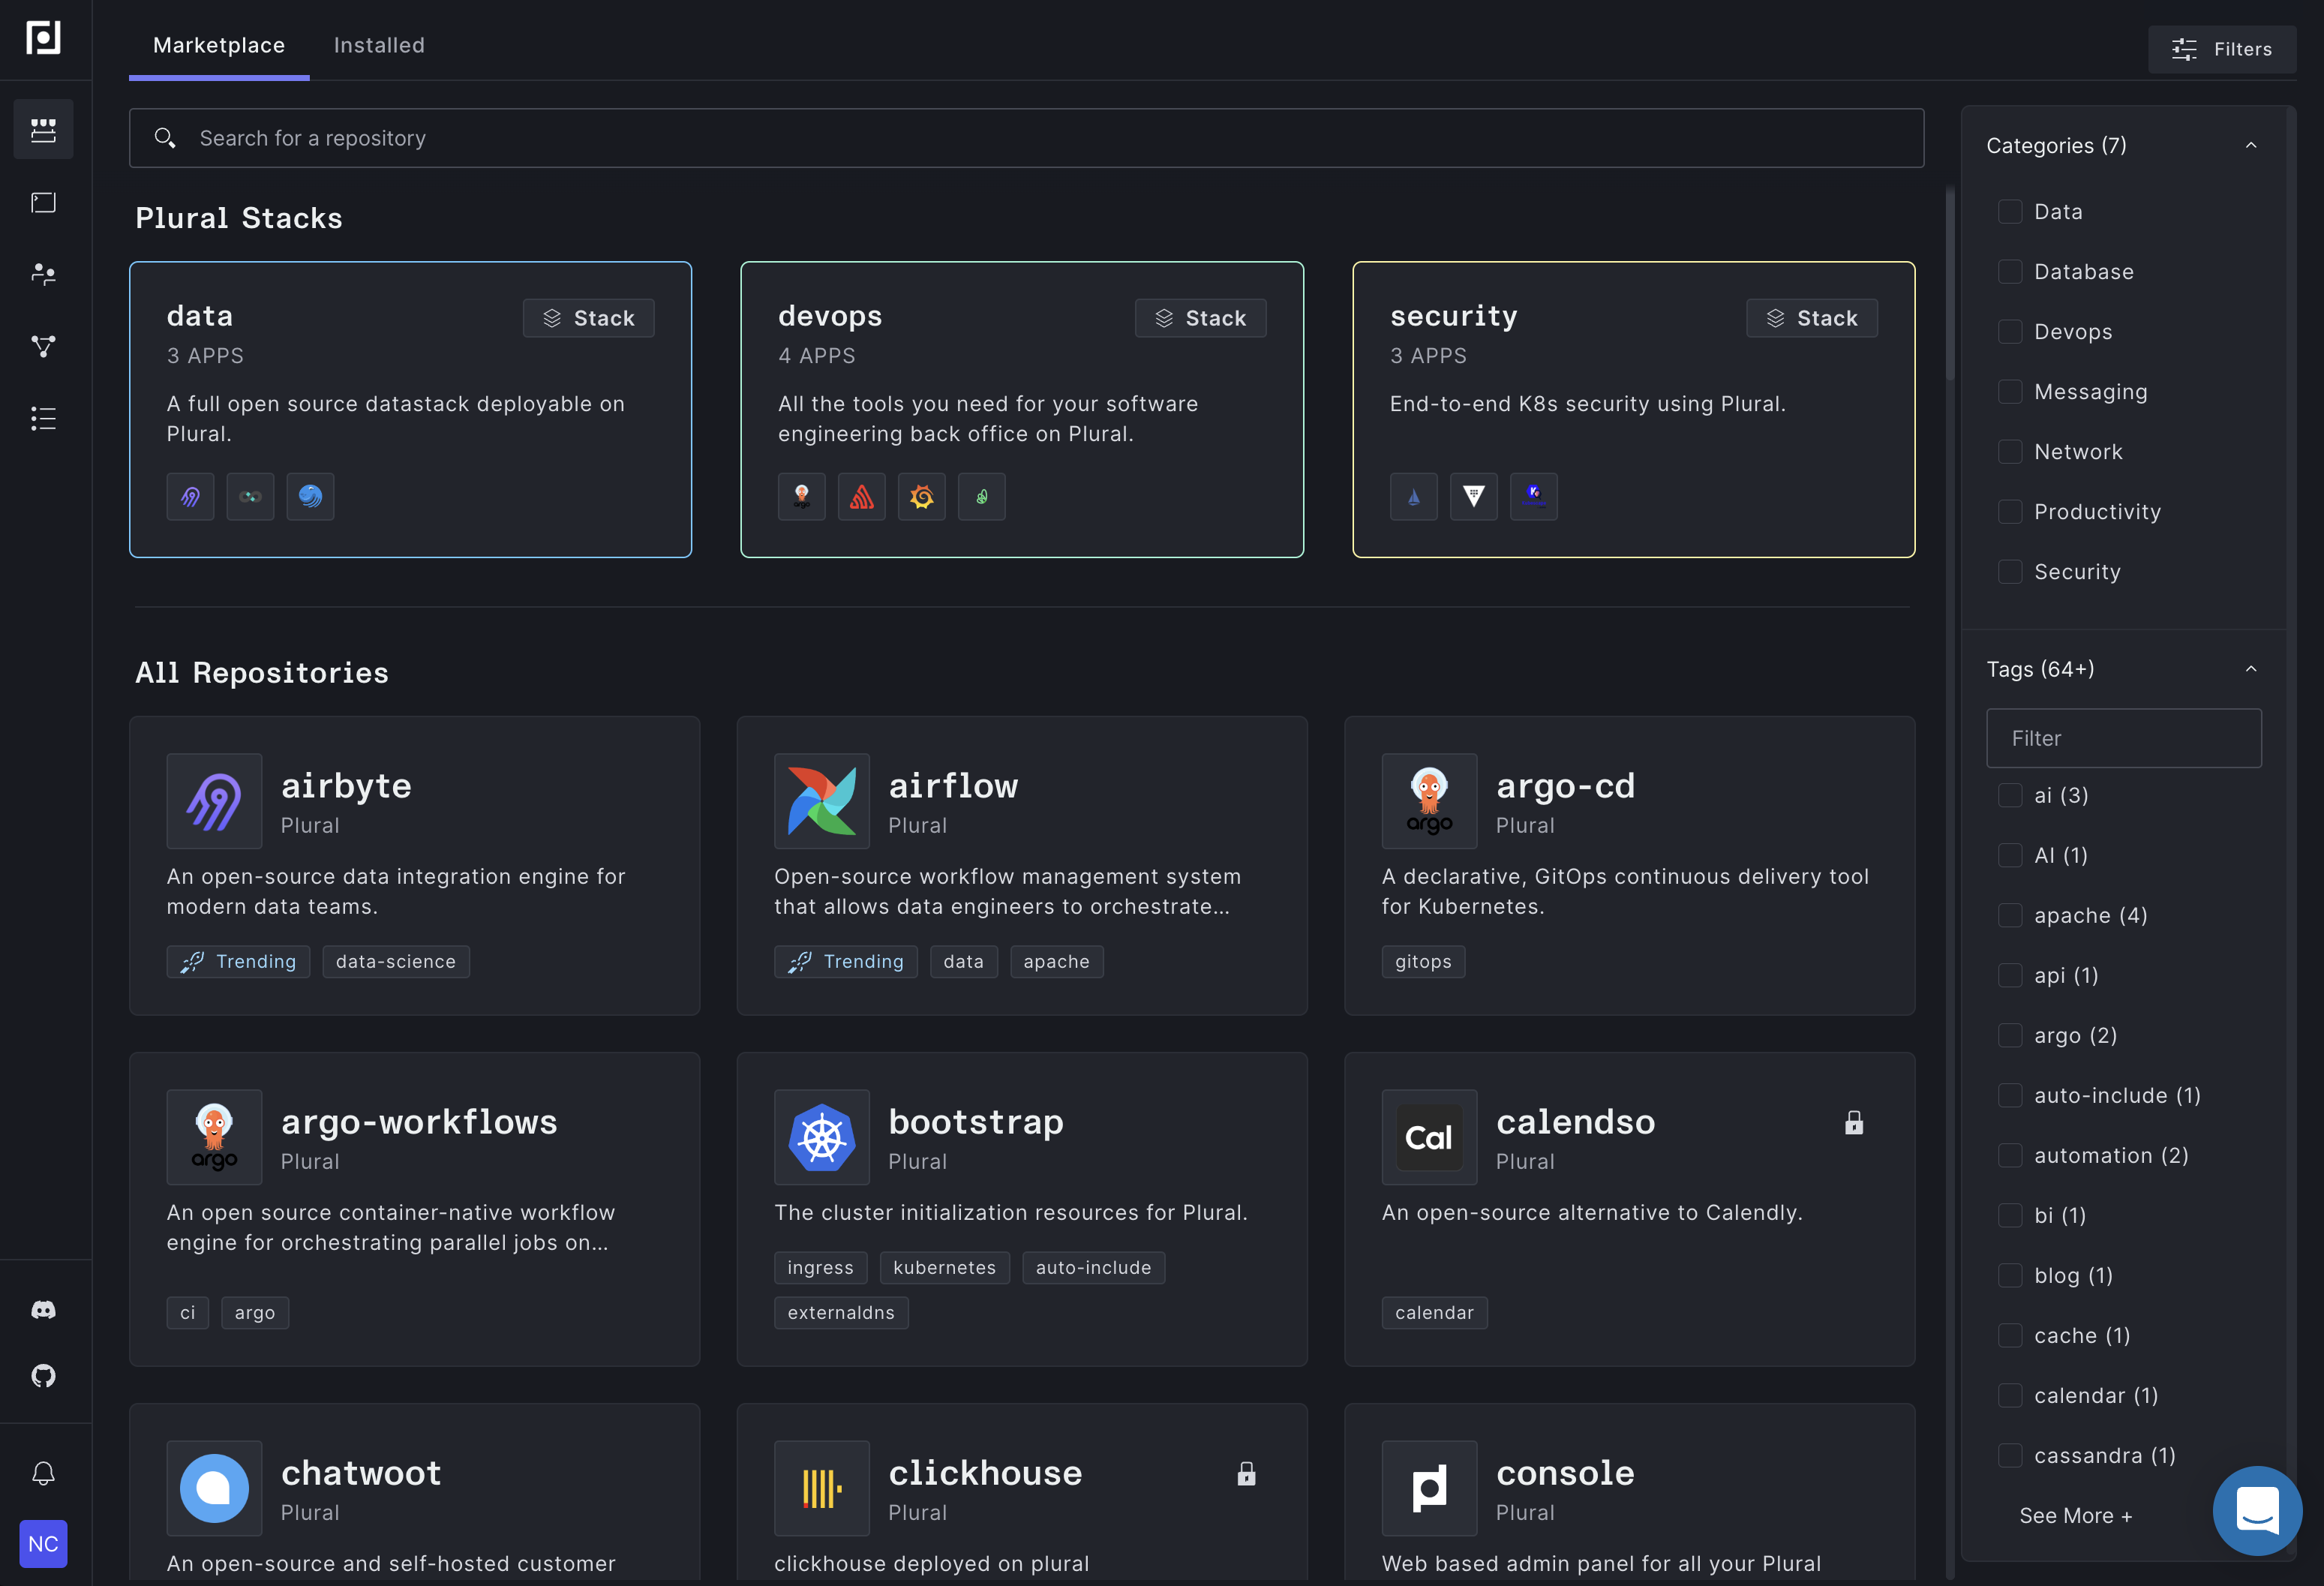 Marketplace
Installed
Filters
Search for a repository
Plural Stacks
data
Stack
3 APPS
A full open source datastack deployable on
Plural.
devops
Stack
4 APPS
All the tools you need for your software
engineering back office on Plural.
security
Stack
3 APPS
End-to-end K8s security using Plural.
All Repositories
airbyte
Plural
An open-source data integration engine for
modern data teams.
Trending
data-science
airflow
Plural
Open-source workflow management system
that allows data engineers to orchestrate...
Trending
data
apache
argo
argo-cd
Plural
A declarative, GitOps continuous delivery tool
for Kubernetes.
gitops
argo
argo-workflows
Plural
An open source container-native workflow
engine for orchestrating parallel jobs on...
ci
argo
bootstrap
Plural
The cluster initialization resources for Plural.
ingress
kubernetes
auto-include
externaldns
Cal
calendso
Plural
An open-source alternative to Calendly.
calendar
chatwoot
Plural
An open-source and self-hosted customer
clickhouse
Plural
clickhouse deployed on plural
console
Plural
Web based admin panel for all your Plural
Categories (7)
Data
Database
Devops
Messaging
Network
Productivity
Security
Tags (64+)
Filter
ai (3)
AI (1)
apache (4)
api (1)
argo (2)
auto-include (1)
automation (2)
bi (1)
blog (1)
cache (1)
calendar (1)
cassandra (1)
See More +
NC